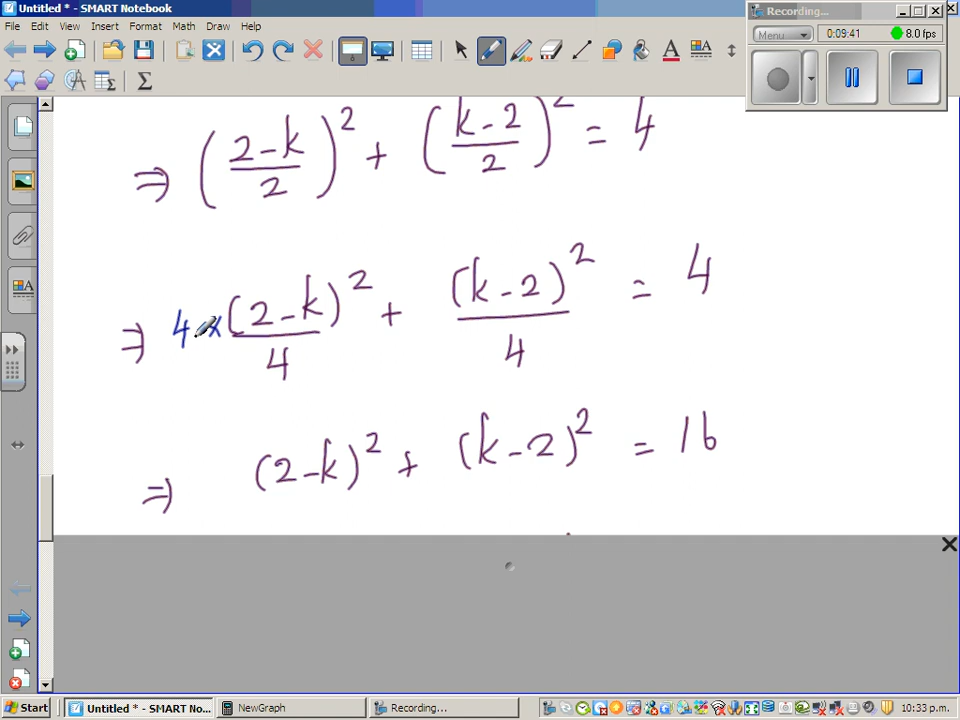 Untitled * - SMART Notebook
Recording...
File Edit View Insert Format Math Draw Help
Menu 0:09:41 8.0 fps
⇒ ((2-k)/2)² + ((k-2)/2)² = 4
⇒ 4 × (2-k)²/4 + (k-2)²/4 = 4
⇒ (2-k)² + (k-2)² = 16
Start Untitled * - SMART No... NewGraph Recording... 10:33 p.m.